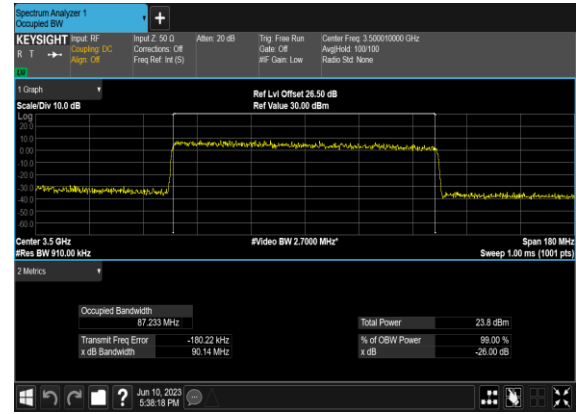 Spectrum Analyzer 1
Occupied BW
KEYSIGHT
R T
Input: RF
Coupling: DC
Align: Off
Input Z: 50 Ω
Corrections: Off
Freq Ref: Int (S)
Atten: 20 dB
Trig: Free Run
Gate: Off
#IF Gain: Low
Center Freq: 3.500010000 GHz
Avg|Hold: 100/100
Radio Std: None
1 Graph
Scale/Div 10.0 dB
Ref Lvl Offset 26.50 dB
Ref Value 30.00 dBm
Log
20.0
10.0
0.00
-10.0
-20.0
-30.0
-40.0
-50.0
-60.0
Center 3.5 GHz
#Res BW 910.00 kHz
#Video BW 2.7000 MHz*
Span 180 MHz
Sweep 1.00 ms (1001 pts)
2 Metrics
Occupied Bandwidth
87.233 MHz
Total Power 23.8 dBm
Transmit Freq Error -180.22 kHz
% of OBW Power 99.00 %
x dB Bandwidth 90.14 MHz
x dB -26.00 dB
Jun 10, 2023
5:38:18 PM